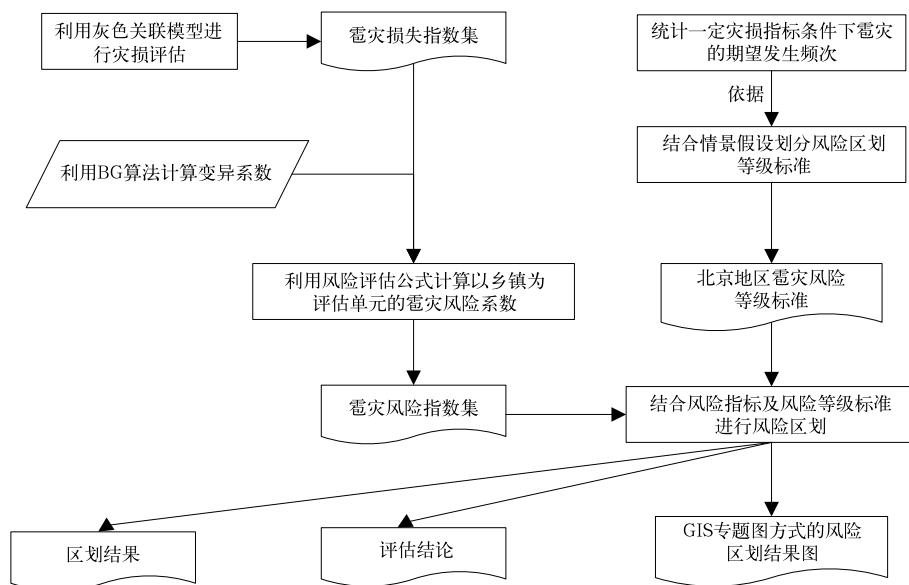 利用灰色关联模型进
行灾损评估
雹灾损失指数集
统计一定灾损指标条件下雹灾
的期望发生频次
依据
结合情景假设划分风险区划
等级标准
利用BG算法计算变异系数
利用风险评估公式计算以乡镇为
评估单元的雹灾风险系数
北京地区雹灾风险
等级标准
雹灾风险指数集
结合风险指标及风险等级标准
进行风险区划
区划结果
评估结论
GIS专题图方式的风险
区划结果图